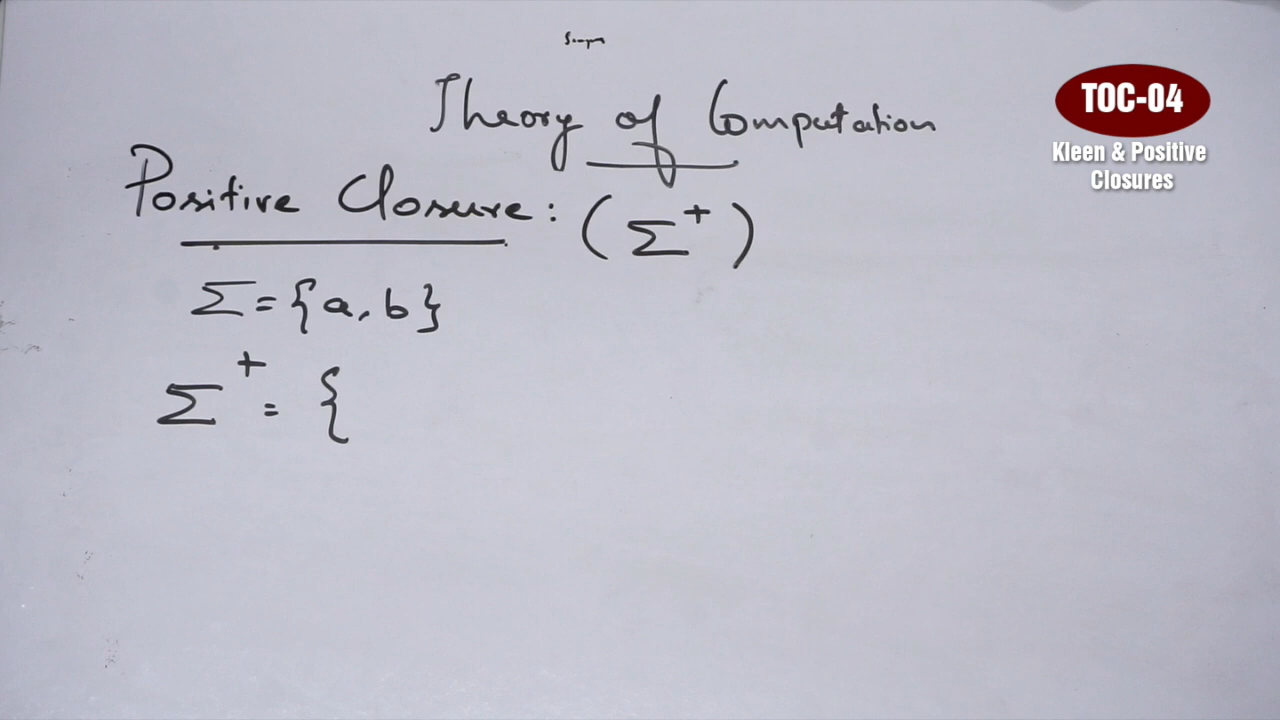 Theory of Computation
TOC-04
Kleen & Positive
Closures
Positive Closure: (Σ⁺)
Σ = {a, b}
Σ⁺ = {